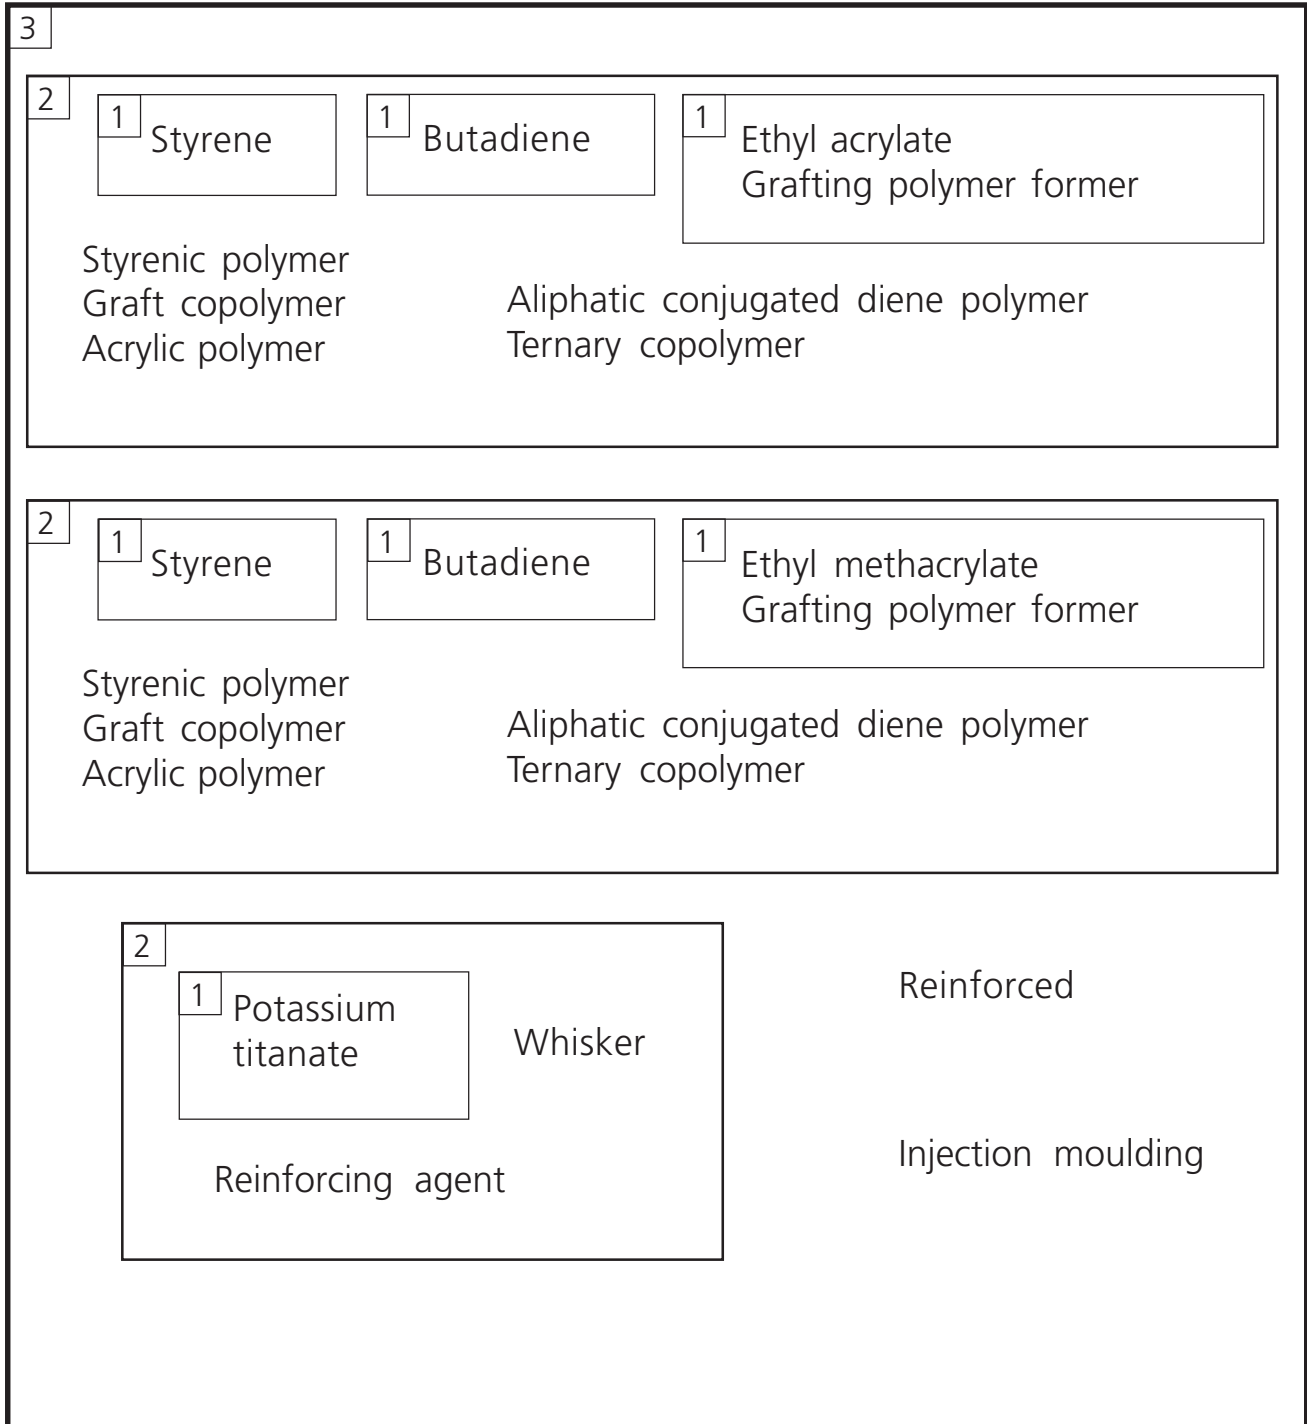 3
2
1
Styrene
1
Butadiene
1
Ethyl acrylate
Grafting polymer former
Styrenic polymer
Graft copolymer
Acrylic polymer
Aliphatic conjugated diene polymer
Ternary copolymer
2
1
Styrene
1
Butadiene
1
Ethyl methacrylate
Grafting polymer former
Styrenic polymer
Graft copolymer
Acrylic polymer
Aliphatic conjugated diene polymer
Ternary copolymer
2
1
Potassium
titanate
Whisker
Reinforcing agent
Reinforced
Injection moulding